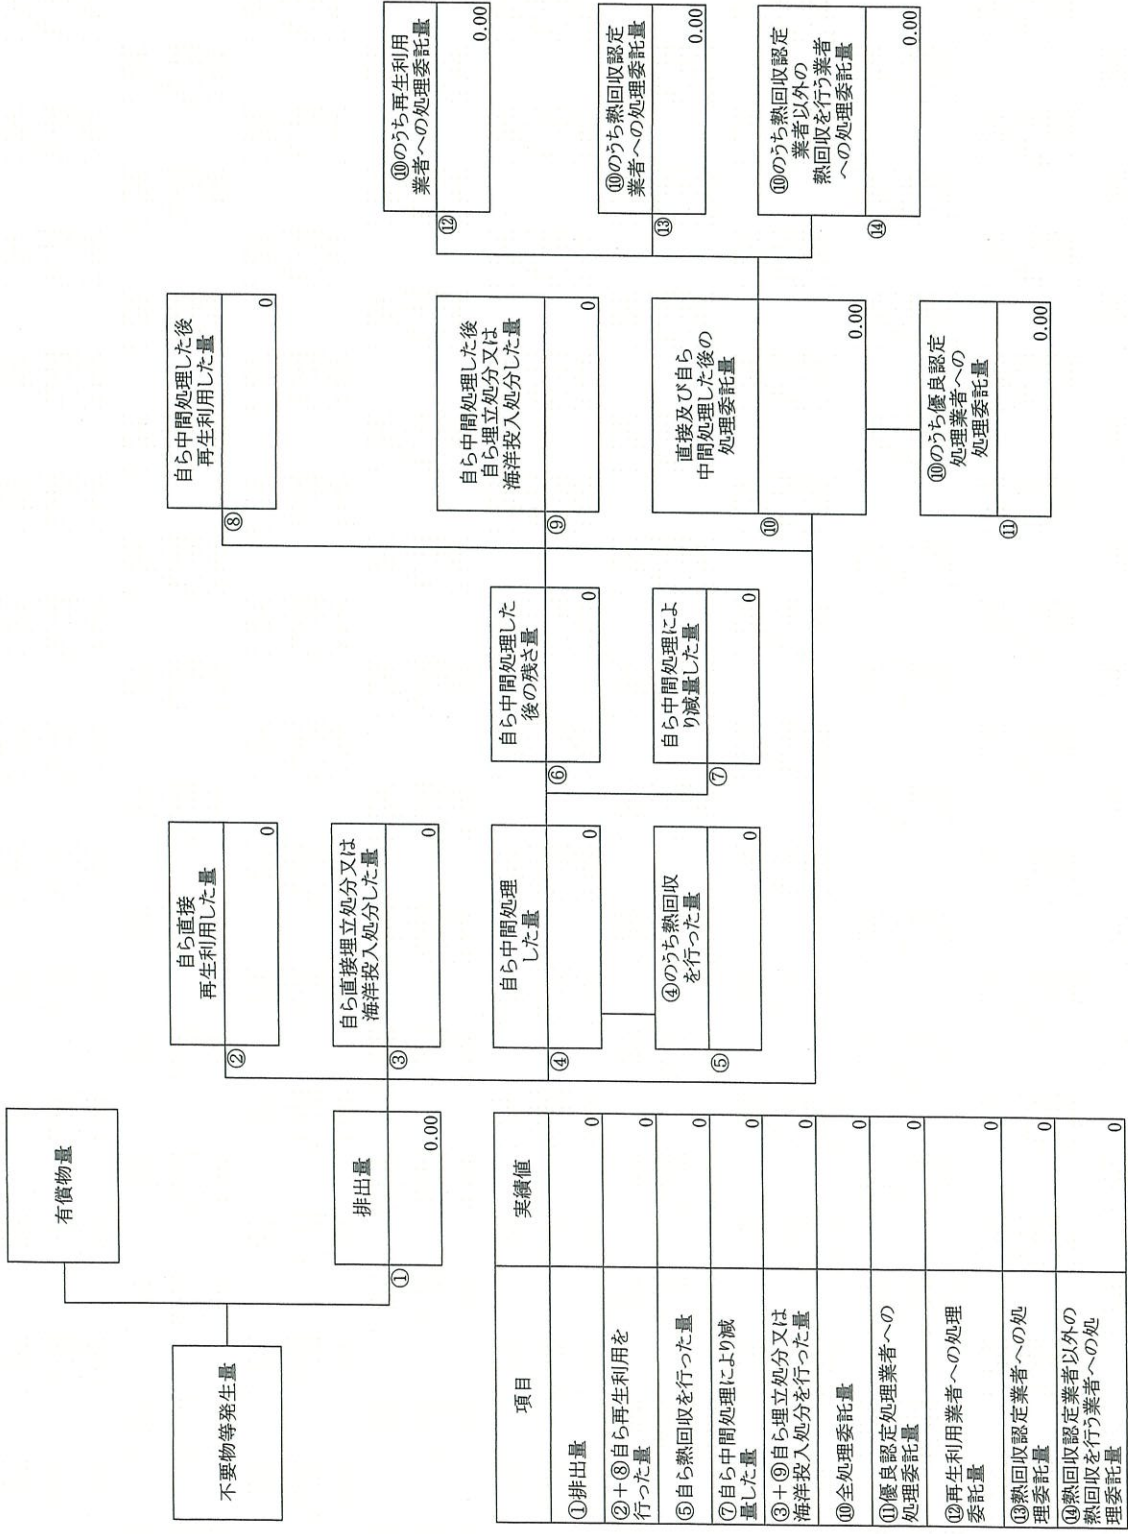 不要物等発生量
有償物量
排出量
①
0.00
自ら直接
再生利用した量
②
0
自ら直接埋立処分又は
海洋投入処分した量
③
0
自ら中間処理
した量
④
0
④のうち熱回収
を行った量
⑤
0
自ら中間処理した
後の残さ量
⑥
0
自ら中間処理によ
り減量した量
⑦
0
自ら中間処理した後
再生利用した量
⑧
0
自ら中間処理した後
自ら埋立処分又は
海洋投入処分した量
⑨
0
直接及び自ら
中間処理した後の
処理委託量
⑩
0.00
⑩のうち優良認定
処理業者への
処理委託量
⑪
0.00
⑩のうち再生利用
業者への処理委託量
⑫
0.00
⑩のうち熱回収認定
業者への処理委託量
⑬
0.00
⑩のうち熱回収認定
業者以外の
熱回収を行う業者
への処理委託量
⑭
0.00
項目 実績値
①排出量 0
②+⑧自ら再生利用を
行った量 0
⑤自ら熱回収を行った量 0
⑦自ら中間処理により減
量した量 0
③+⑨自ら埋立処分又は
海洋投入処分を行った量 0
⑩全処理委託量 0
⑪優良認定処理業者への
処理委託量 0
⑫再生利用業者への処理
委託量 0
⑬熱回収認定業者への処
理委託量 0
⑭熱回収認定業者以外の
熱回収を行う業者への処
理委託量 0